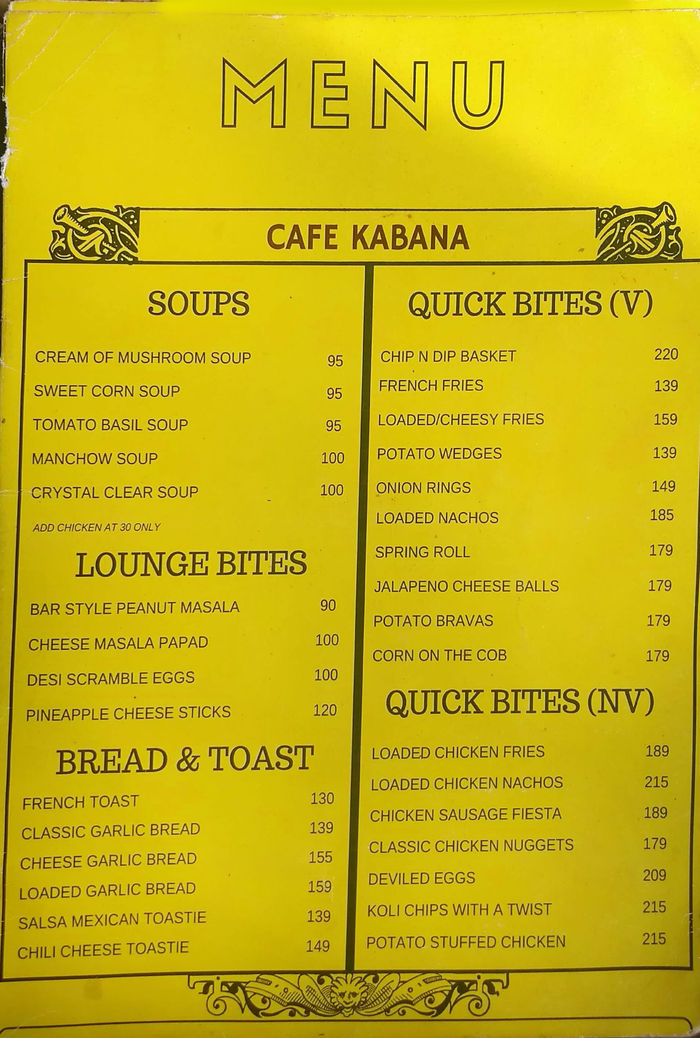 MENU
CAFE KABANA
SOUPS
CREAM OF MUSHROOM SOUP 95
SWEET CORN SOUP 95
TOMATO BASIL SOUP 95
MANCHOW SOUP 100
CRYSTAL CLEAR SOUP 100
ADD CHICKEN AT 30 ONLY
LOUNGE BITES
BAR STYLE PEANUT MASALA 90
CHEESE MASALA PAPAD 100
DESI SCRAMBLE EGGS 100
PINEAPPLE CHEESE STICKS 120
BREAD & TOAST
FRENCH TOAST 130
CLASSIC GARLIC BREAD 139
CHEESE GARLIC BREAD 155
LOADED GARLIC BREAD 159
SALSA MEXICAN TOASTIE 139
CHILI CHEESE TOASTIE 149
QUICK BITES (V)
CHIP N DIP BASKET 220
FRENCH FRIES 139
LOADED/CHEESY FRIES 159
POTATO WEDGES 139
ONION RINGS 149
LOADED NACHOS 185
SPRING ROLL 179
JALAPENO CHEESE BALLS 179
POTATO BRAVAS 179
CORN ON THE COB 179
QUICK BITES (NV)
LOADED CHICKEN FRIES 189
LOADED CHICKEN NACHOS 215
CHICKEN SAUSAGE FIESTA 189
CLASSIC CHICKEN NUGGETS 179
DEVILED EGGS 209
KOLI CHIPS WITH A TWIST 215
POTATO STUFFED CHICKEN 215